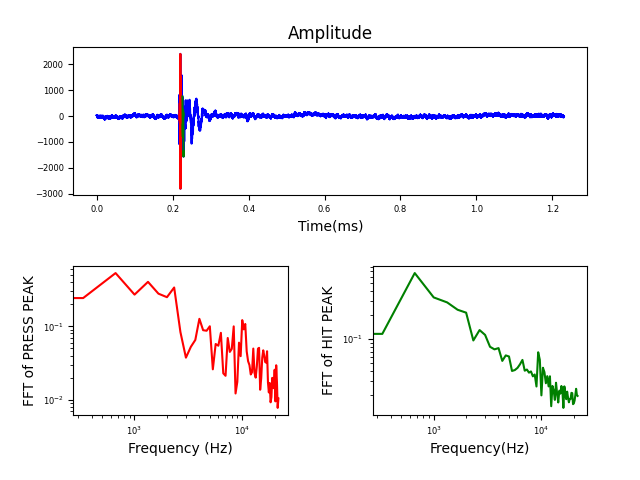 Amplitude
2000
1000
0
−1000
−2000
−3000
0.0 0.2 0.4 0.6 0.8 1.0 1.2
Time(ms)
FFT of PRESS PEAK
10⁻¹
10⁻²
10³ 10⁴
Frequency (Hz)
FFT of HIT PEAK
10⁻¹
10³ 10⁴
Frequency(Hz)